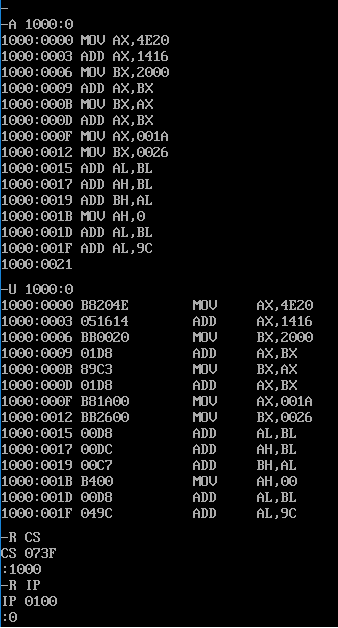 -
-A 1000:0
1000:0000 MOV AX,4E20
1000:0003 ADD AX,1416
1000:0006 MOV BX,2000
1000:0009 ADD AX,BX
1000:000B MOV BX,AX
1000:000D ADD AX,BX
1000:000F MOV AX,001A
1000:0012 MOV BX,0026
1000:0015 ADD AL,BL
1000:0017 ADD AH,BL
1000:0019 ADD BH,AL
1000:001B MOV AH,0
1000:001D ADD AL,BL
1000:001F ADD AL,9C
1000:0021
-U 1000:0
1000:0000 B8204E MOV AX,4E20
1000:0003 051614 ADD AX,1416
1000:0006 BB0020 MOV BX,2000
1000:0009 01D8 ADD AX,BX
1000:000B 89C3 MOV BX,AX
1000:000D 01D8 ADD AX,BX
1000:000F B81A00 MOV AX,001A
1000:0012 BB2600 MOV BX,0026
1000:0015 00D8 ADD AL,BL
1000:0017 00DC ADD AH,BL
1000:0019 00C7 ADD BH,AL
1000:001B B400 MOV AH,00
1000:001D 00D8 ADD AL,BL
1000:001F 049C ADD AL,9C
-R CS
CS 073F
:1000
-R IP
IP 0100
:0